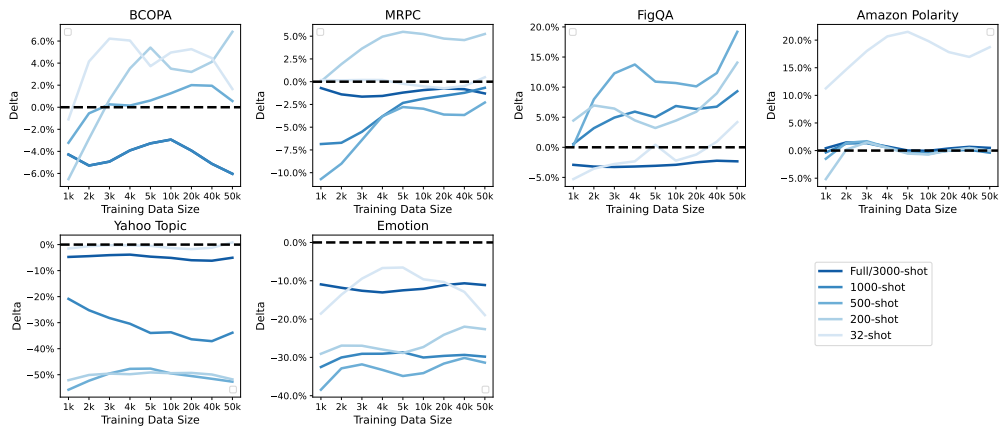 BCOPA
6.0%
4.0%
2.0%
0.0%
−2.0%
−4.0%
−6.0%
Delta
1k 2k 3k 4k 5k 10k 20k 40k 50k
Training Data Size
MRPC
5.0%
2.5%
0.0%
−2.5%
−5.0%
−7.5%
−10.0%
Delta
1k 2k 3k 4k 5k 10k 20k 40k 50k
Training Data Size
FigQA
20.0%
15.0%
10.0%
5.0%
0.0%
−5.0%
Delta
1k 2k 3k 4k 5k 10k 20k 40k 50k
Training Data Size
Amazon Polarity
20.0%
15.0%
10.0%
5.0%
0.0%
−5.0%
Delta
1k 2k 3k 4k 5k 10k 20k 40k 50k
Training Data Size
Yahoo Topic
0%
−10%
−20%
−30%
−40%
−50%
Delta
1k 2k 3k 4k 5k 10k 20k 40k 50k
Training Data Size
Emotion
0.0%
−10.0%
−20.0%
−30.0%
−40.0%
Delta
1k 2k 3k 4k 5k 10k 20k 40k 50k
Training Data Size
Full/3000-shot
1000-shot
500-shot
200-shot
32-shot